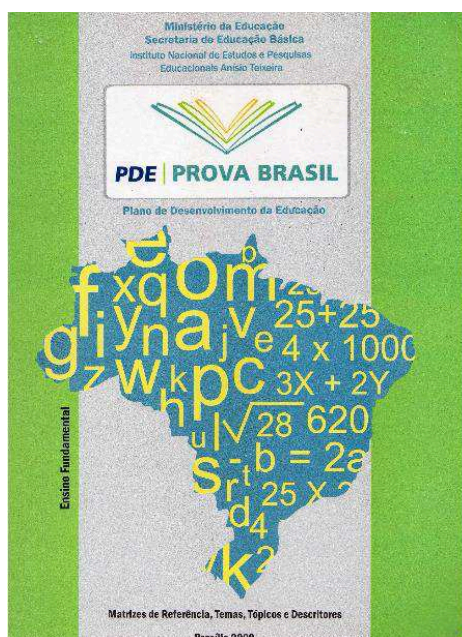 Ministério da Educação
Secretaria de Educação Básica
Instituto Nacional de Estudos e Pesquisas
Educacionais Anísio Teixeira
PDE | PROVA BRASIL
Plano de Desenvolvimento da Educação
f x q o m
25+25
g i y n a j v e 4 x 1000
z w k p c 3X + 2Y
h u l √28 620
s - b = 2a
r t 25 x 2
d 4
k 2
Ensino Fundamental
Matrizes de Referência, Temas, Tópicos e Descritores